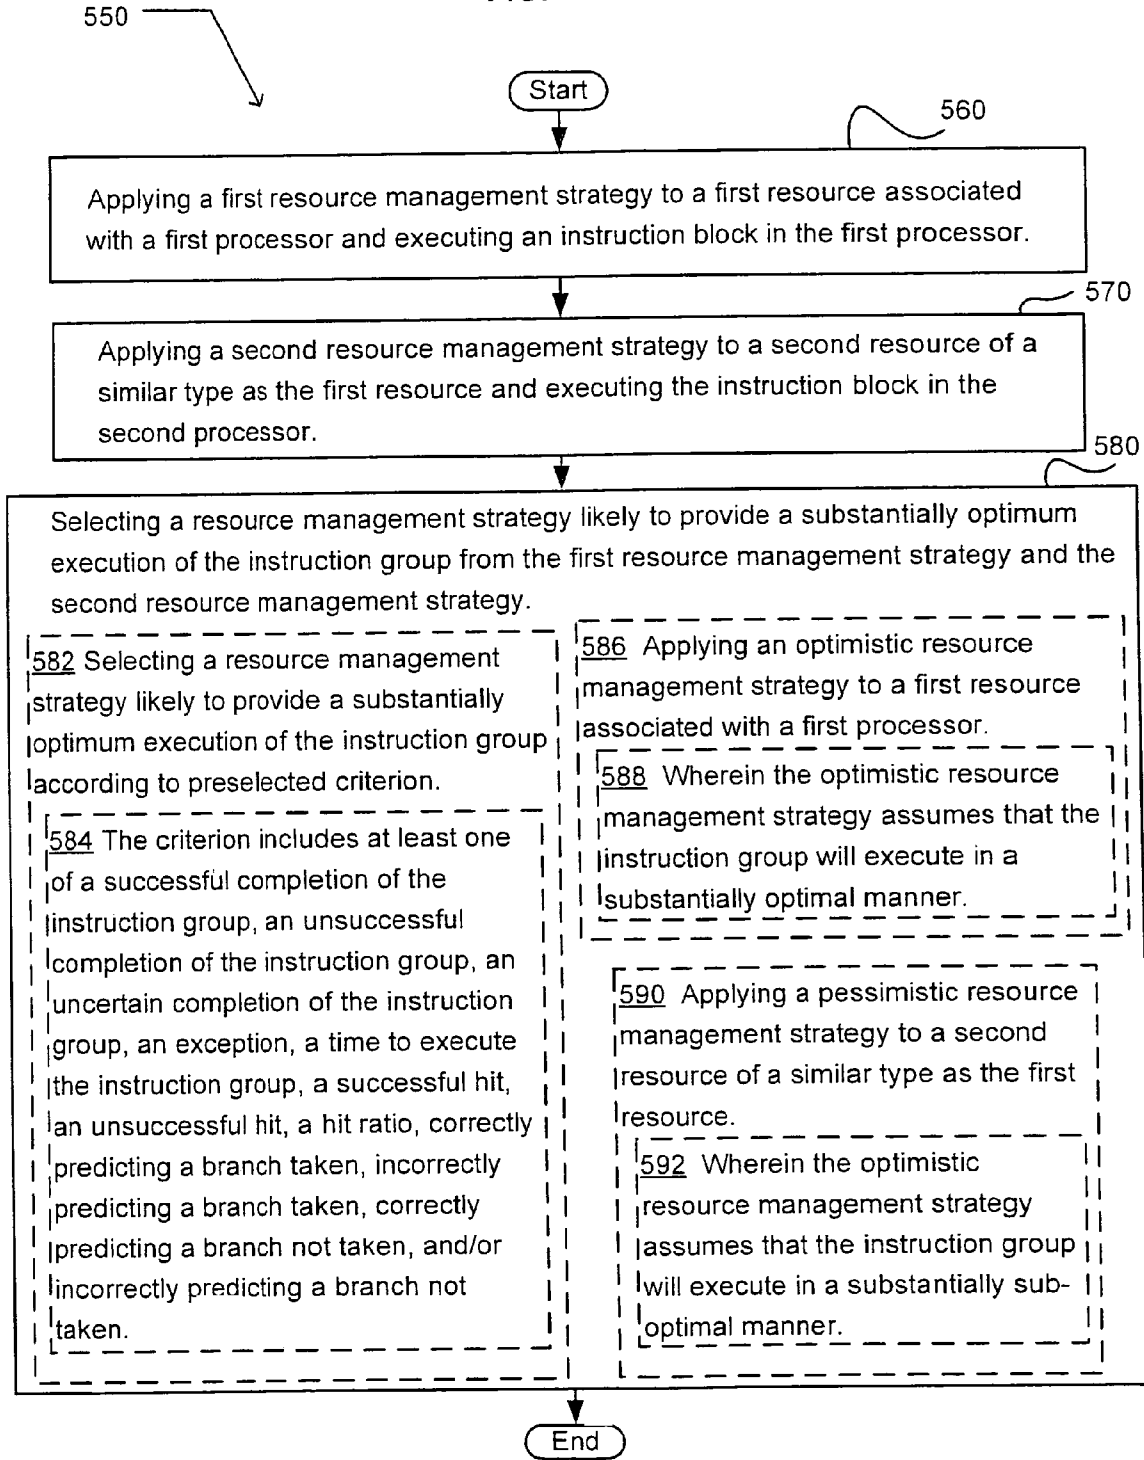 550
Start
560
Applying a first resource management strategy to a first resource associated
with a first processor and executing an instruction block in the first processor.
570
Applying a second resource management strategy to a second resource of a
similar type as the first resource and executing the instruction block in the
second processor.
580
Selecting a resource management strategy likely to provide a substantially optimum
execution of the instruction group from the first resource management strategy and the
second resource management strategy.
582 Selecting a resource management
strategy likely to provide a substantially
optimum execution of the instruction group
according to preselected criterion.
584 The criterion includes at least one
of a successful completion of the
instruction group, an unsuccessful
completion of the instruction group, an
uncertain completion of the instruction
group, an exception, a time to execute
the instruction group, a successful hit,
an unsuccessful hit, a hit ratio, correctly
predicting a branch taken, incorrectly
predicting a branch taken, correctly
predicting a branch not taken, and/or
incorrectly predicting a branch not
taken.
586 Applying an optimistic resource
management strategy to a first resource
associated with a first processor.
588 Wherein the optimistic resource
management strategy assumes that the
instruction group will execute in a
substantially optimal manner.
590 Applying a pessimistic resource
management strategy to a second
resource of a similar type as the first
resource.
592 Wherein the optimistic
resource management strategy
assumes that the instruction group
will execute in a substantially sub-
optimal manner.
End